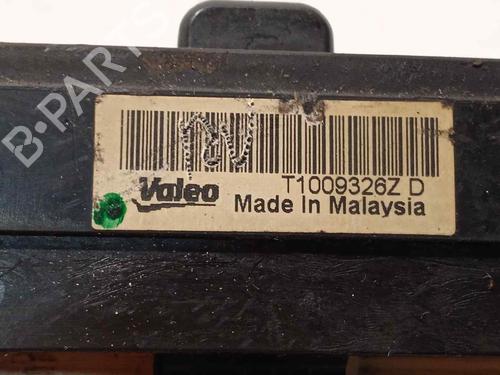 B-PARTS
Valeo
T1009326Z D
Made In Malaysia